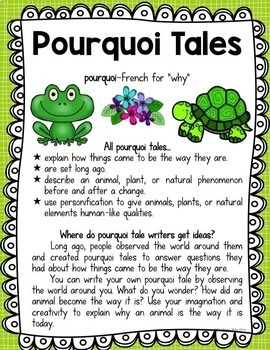 Pourquoi Tales
pourquoi-French for "why"
All pourquoi tales...
★ explain how things came to be the way they are.
★ are set long ago.
★ describe an animal, plant, or natural phenomenon
before and after a change.
★ use personification to give animals, plants, or natural
elements human-like qualities.
Where do pourquoi tale writers get ideas?
Long ago, people observed the world around them
and created pourquoi tales to answer questions they
had about how things came to be the way they are.
You can write your own pourquoi tale by observing
the world around you. What do you wonder? How did an
animal become the way it is? Use your imagination and
creativity to explain why an animal is the way it is
today.